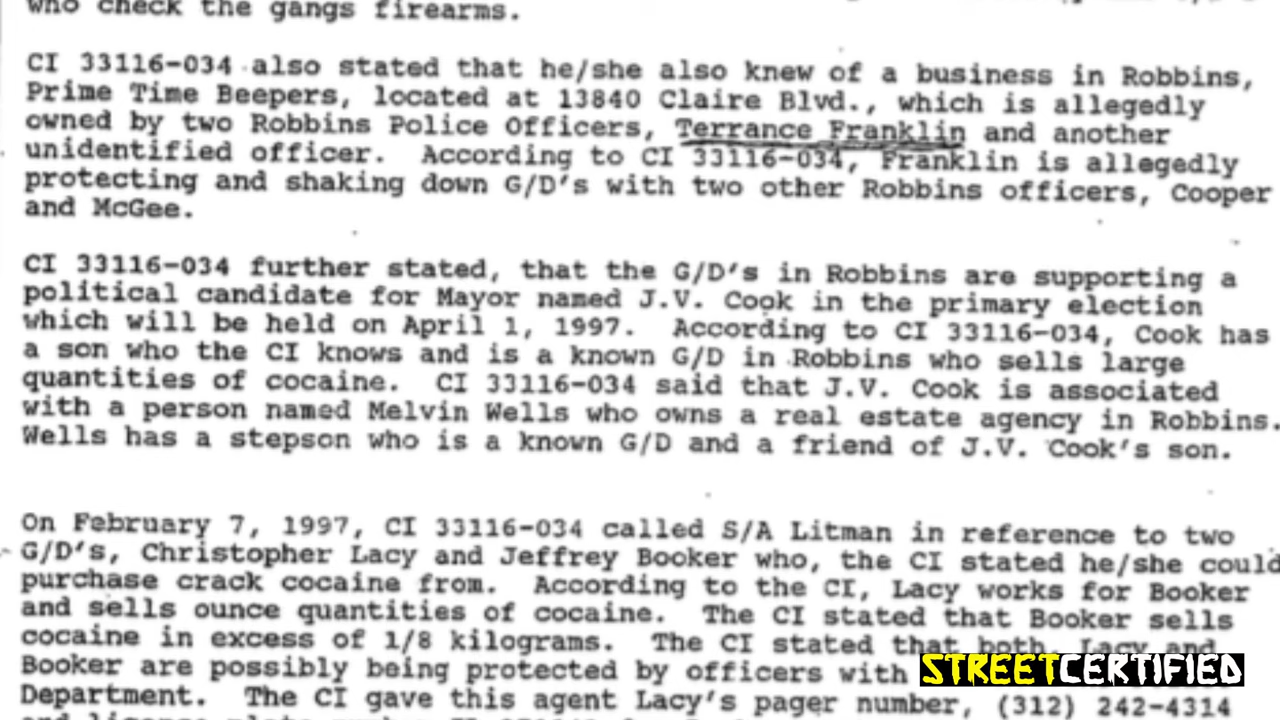 who check the gangs firearms.
CI 33116-034 also stated that he/she also knew of a business in Robbins,
Prime Time Beepers, located at 13840 Claire Blvd., which is allegedly
owned by two Robbins Police Officers, Terrance Franklin and another
unidentified officer. According to CI 33116-034, Franklin is allegedly
protecting and shaking down G/D's with two other Robbins officers, Cooper
and McGee.
CI 33116-034 further stated, that the G/D's in Robbins are supporting a
political candidate for Mayor named J.V. Cook in the primary election
which will be held on April 1, 1997. According to CI 33116-034, Cook has
a son who the CI knows and is a known G/D in Robbins who sells large
quantities of cocaine. CI 33116-034 said that J.V. Cook is associated
with a person named Melvin Wells who owns a real estate agency in Robbins.
Wells has a stepson who is a known G/D and a friend of J.V. Cook's son.
On February 7, 1997, CI 33116-034 called S/A Litman in reference to two
G/D's, Christopher Lacy and Jeffrey Booker who, the CI stated he/she could
purchase crack cocaine from. According to the CI, Lacy works for Booker
and sells ounce quantities of cocaine. The CI stated that Booker sells
cocaine in excess of 1/8 kilograms. The CI stated that both, Lacy and
Booker are possibly being protected by officers with
Department. The CI gave this agent Lacy's pager number, (312) 242-4314
STREETCERTIFIED